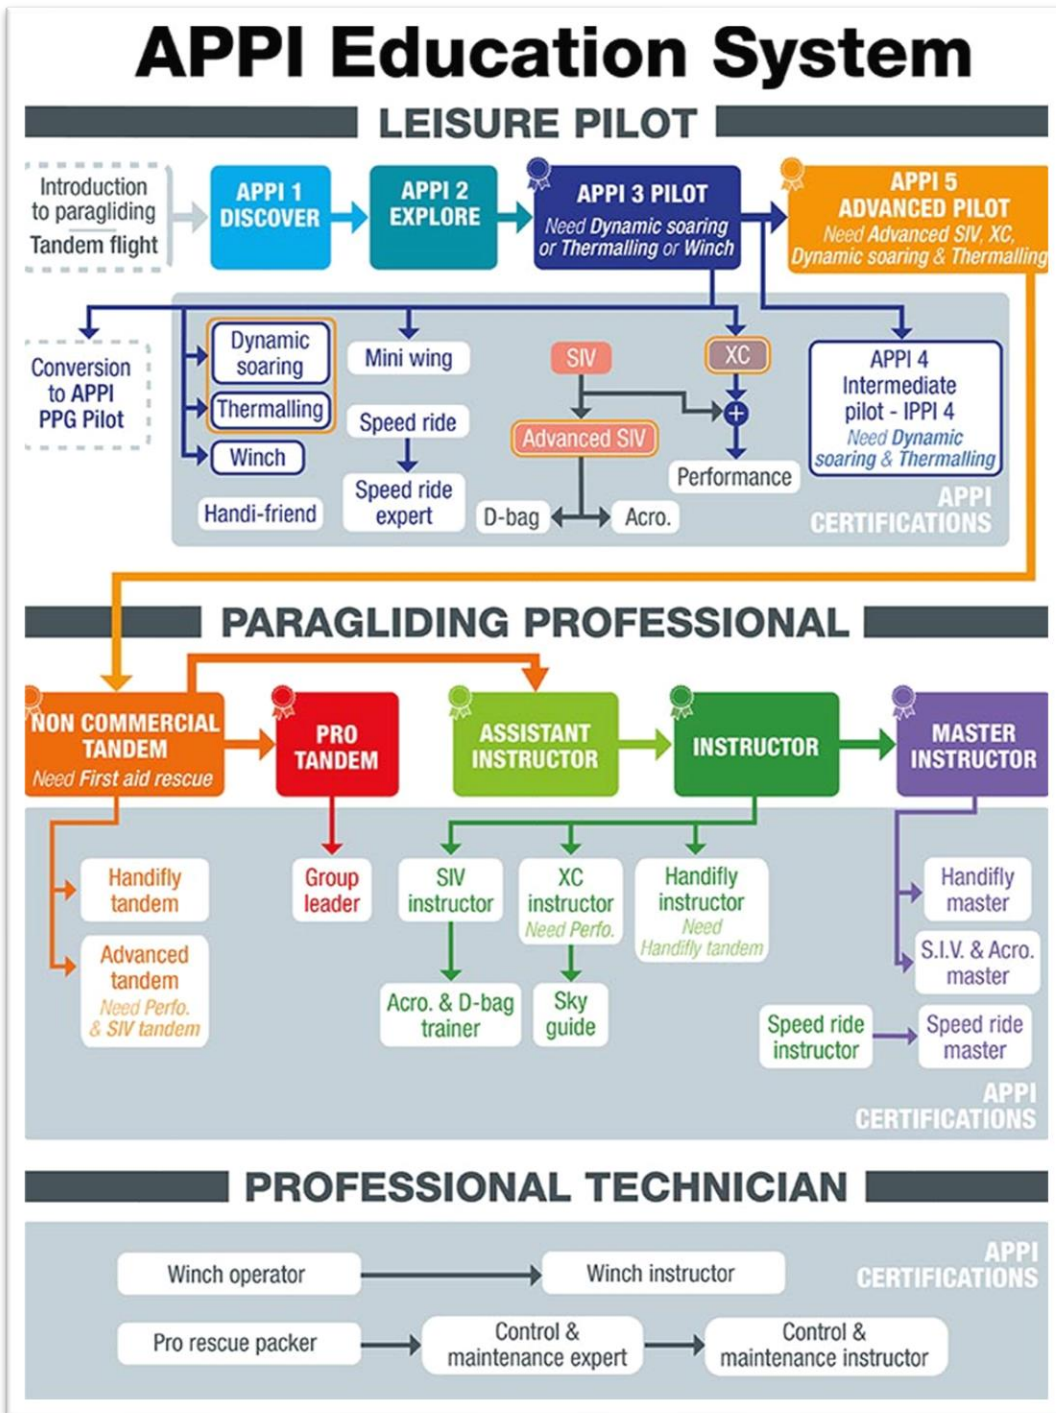 APPI Education System
LEISURE PILOT
Introduction
to paragliding
Tandem flight
APPI 1
DISCOVER
APPI 2
EXPLORE
APPI 3 PILOT
Need Dynamic soaring
or Thermalling or Winch
APPI 5
ADVANCED PILOT
Need Advanced SIV, XC,
Dynamic soaring & Thermalling
Conversion
to APPI
PPG Pilot
Dynamic
soaring
Thermalling
Winch
Handi-friend
Mini wing
Speed ride
Speed ride
expert
SIV
Advanced SIV
D-bag
Acro.
XC
+
Performance
APPI 4
Intermediate
pilot - IPPI 4
Need Dynamic
soaring & Thermalling
APPI
CERTIFICATIONS
PARAGLIDING PROFESSIONAL
NON COMMERCIAL
TANDEM
Need First aid rescue
PRO
TANDEM
ASSISTANT
INSTRUCTOR
INSTRUCTOR
MASTER
INSTRUCTOR
Handifly
tandem
Advanced
tandem
Need Perfo.
& SIV tandem
Group
leader
SIV
instructor
Acro. & D-bag
trainer
XC
instructor
Need Perfo.
Sky
guide
Handifly
instructor
Need
Handifly tandem
Handifly
master
S.I.V. & Acro.
master
Speed ride
instructor
Speed ride
master
APPI
CERTIFICATIONS
PROFESSIONAL TECHNICIAN
APPI
CERTIFICATIONS
Winch operator
Winch instructor
Pro rescue packer
Control &
maintenance expert
Control &
maintenance instructor